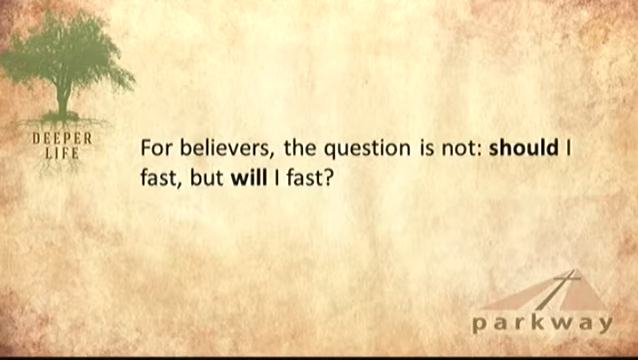 DEEPER
LIFE
For believers, the question is not: should I
fast, but will I fast?
parkway